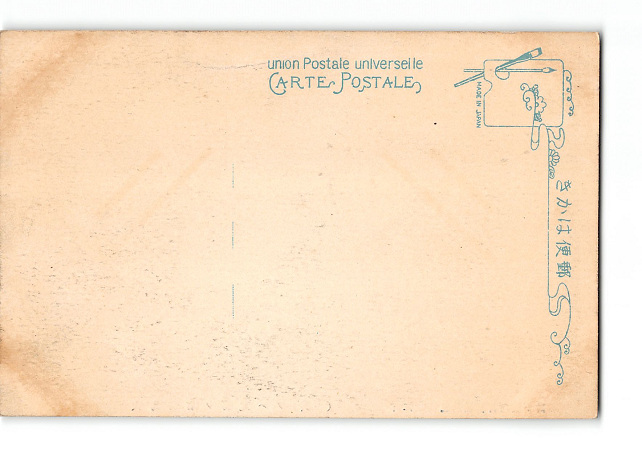 union Postale universelle
CARTE POSTALE
MADE IN JAPAN
きかは便郵